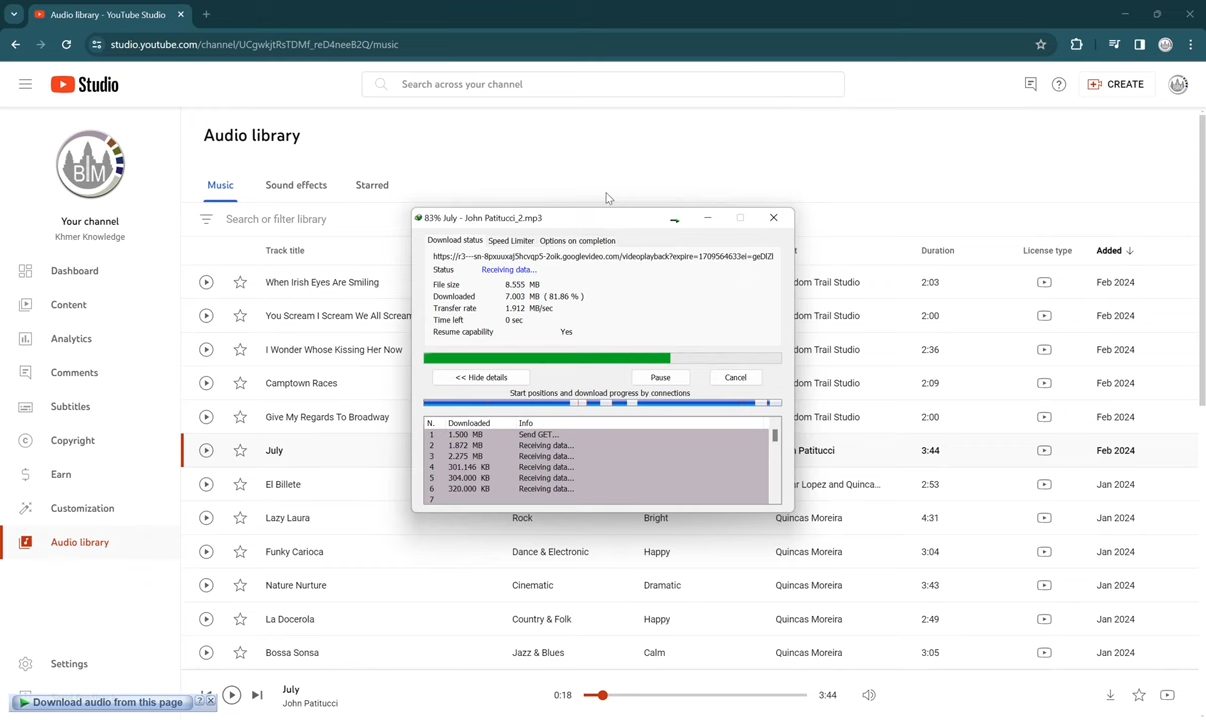 Audio library - YouTube Studio
studio.youtube.com/channel/UCgwkjtRsTDMf_reD4neeB2Q/music
Studio
Search across your channel
CREATE
BIM
Your channel
Khmer Knowledge
Dashboard
Content
Analytics
Comments
Subtitles
Copyright
Earn
Customization
Audio library
Settings
Audio library
Music Sound effects Starred
Search or filter library
Track title Duration License type Added
When Irish Eyes Are Smiling 2:03 Feb 2024
You Scream I Scream We All Scream 2:00 Feb 2024
I Wonder Whose Kissing Her Now 2:36 Feb 2024
Camptown Races 2:09 Feb 2024
Give My Regards To Broadway 2:00 Feb 2024
July Patitucci 3:44 Feb 2024
El Billete 2:53 Jan 2024
Lazy Laura Rock Bright Quincas Moreira 4:31 Jan 2024
Funky Carioca Dance & Electronic Happy Quincas Moreira 3:04 Jan 2024
Nature Nurture Cinematic Dramatic Quincas Moreira 3:43 Jan 2024
La Docerola Country & Folk Happy Quincas Moreira 2:49 Jan 2024
Bossa Sonsa Jazz & Blues Calm Quincas Moreira 3:05 Jan 2024
83% July - John Patitucci_2.mp3
Download status Speed Limiter Options on completion
https://r3---sn-8pxuuxaj5hcvqp5-2oik.googlevideo.com/videoplayback?expire=1709564633ei=geDlZI
Status Receiving data...
File size 8.555 MB
Downloaded 7.003 MB ( 81.86 % )
Transfer rate 1.912 MB/sec
Time left 0 sec
Resume capability Yes
<< Hide details Pause Cancel
Start positions and download progress by connections
N. Downloaded Info
1 1.500 MB Send GET...
2 1.872 MB Receiving data...
3 2.275 MB Receiving data...
4 301.146 KB Receiving data...
5 304.000 KB Receiving data...
6 320.000 KB Receiving data...
7
July
John Patitucci
0:18 3:44
Download audio from this page